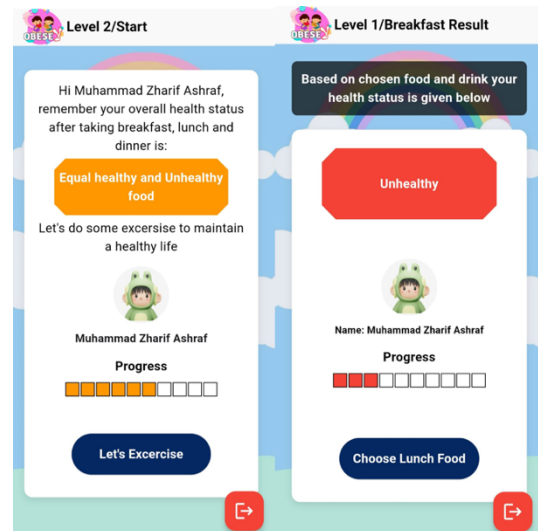 OBESE
Level 2/Start
Hi Muhammad Zharif Ashraf,
remember your overall health status
after taking breakfast, lunch and
dinner is:
Equal healthy and Unhealthy
food
Let's do some excersise to maintain
a healthy life
Muhammad Zharif Ashraf
Progress
Let's Excercise
OBESE
Level 1/Breakfast Result
Based on chosen food and drink your
health status is given below
Unhealthy
Name: Muhammad Zharif Ashraf
Progress
Choose Lunch Food